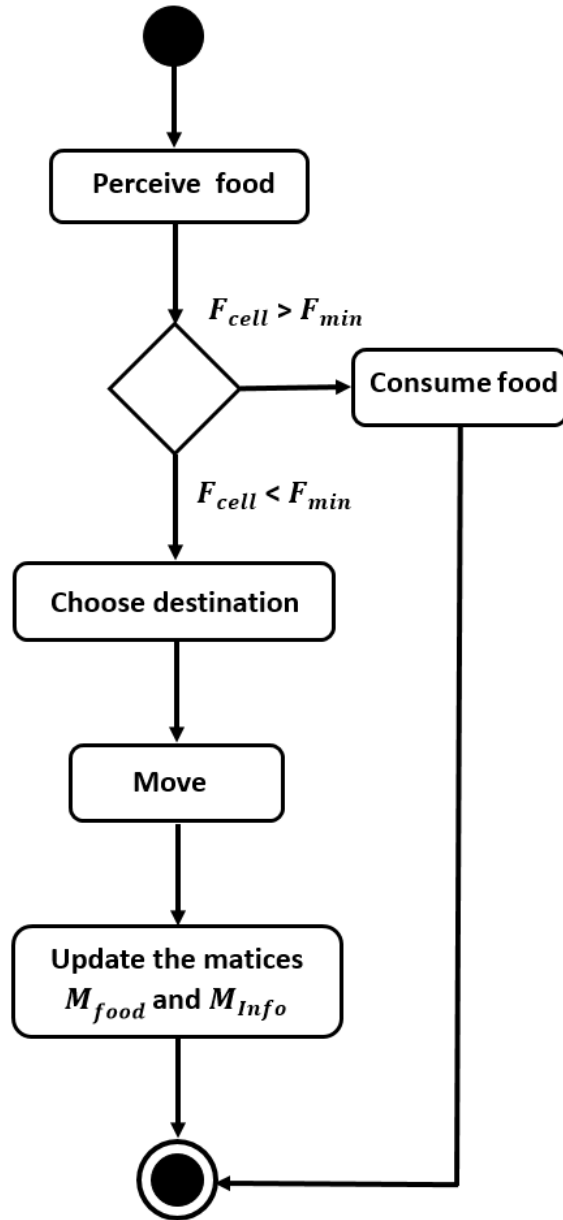 Perceive food
F_cell > F_min
Consume food
F_cell < F_min
Choose destination
Move
Update the matices
M_food and M_Info